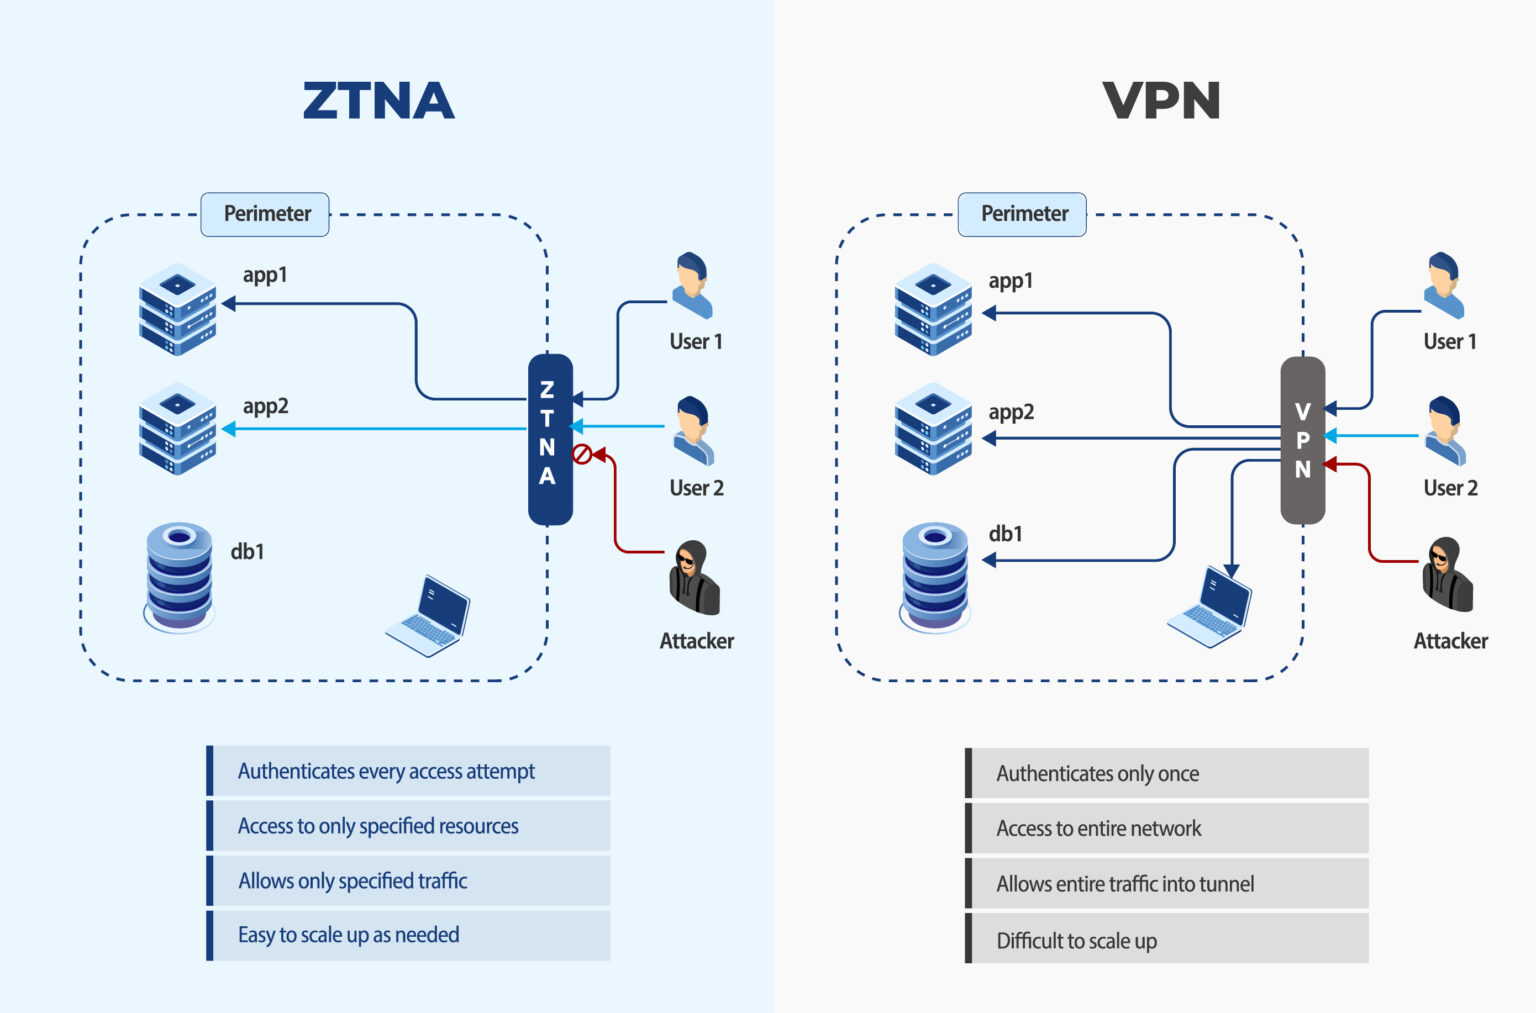 ZTNA
Perimeter
app1
User 1
ZTNA
app2
User 2
db1
Attacker
Authenticates every access attempt
Access to only specified resources
Allows only specified traffic
Easy to scale up as needed
VPN
Perimeter
app1
User 1
VPN
app2
User 2
db1
Attacker
Authenticates only once
Access to entire network
Allows entire traffic into tunnel
Difficult to scale up